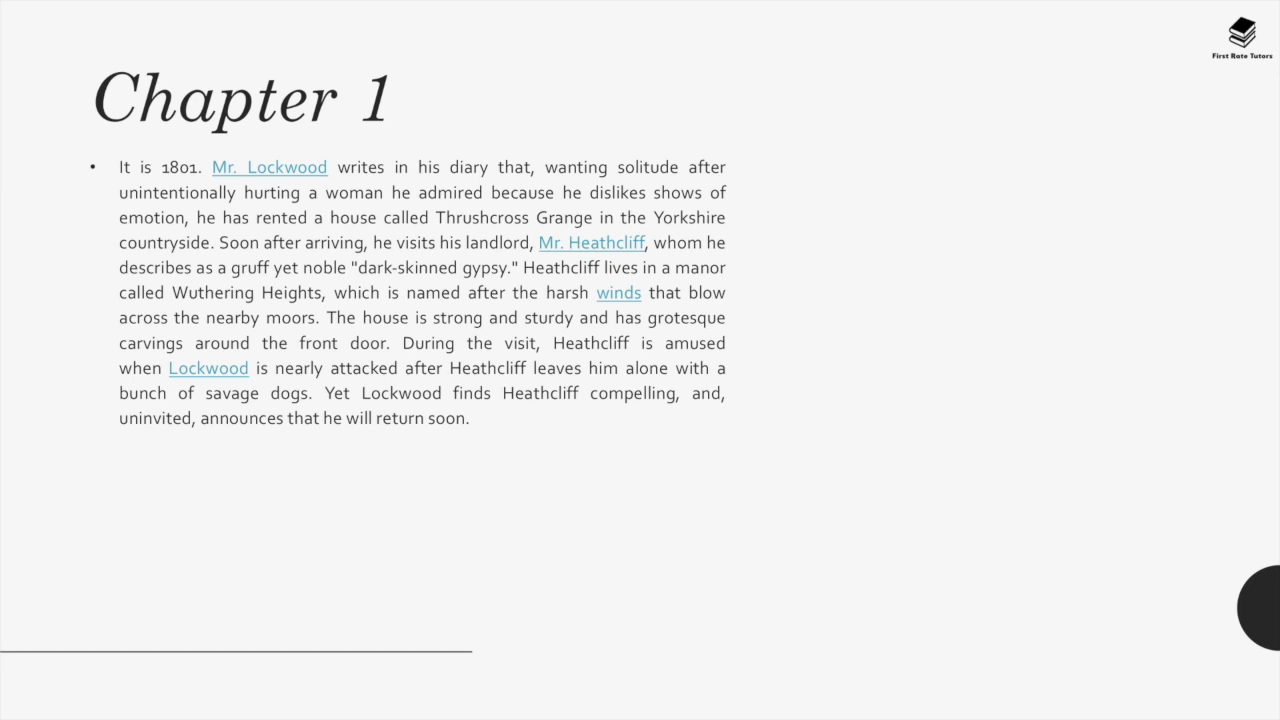 First Rate Tutors
Chapter 1
• It is 1801. Mr. Lockwood writes in his diary that, wanting solitude after
unintentionally hurting a woman he admired because he dislikes shows of
emotion, he has rented a house called Thrushcross Grange in the Yorkshire
countryside. Soon after arriving, he visits his landlord, Mr. Heathcliff, whom he
describes as a gruff yet noble "dark-skinned gypsy." Heathcliff lives in a manor
called Wuthering Heights, which is named after the harsh winds that blow
across the nearby moors. The house is strong and sturdy and has grotesque
carvings around the front door. During the visit, Heathcliff is amused
when Lockwood is nearly attacked after Heathcliff leaves him alone with a
bunch of savage dogs. Yet Lockwood finds Heathcliff compelling, and,
uninvited, announces that he will return soon.